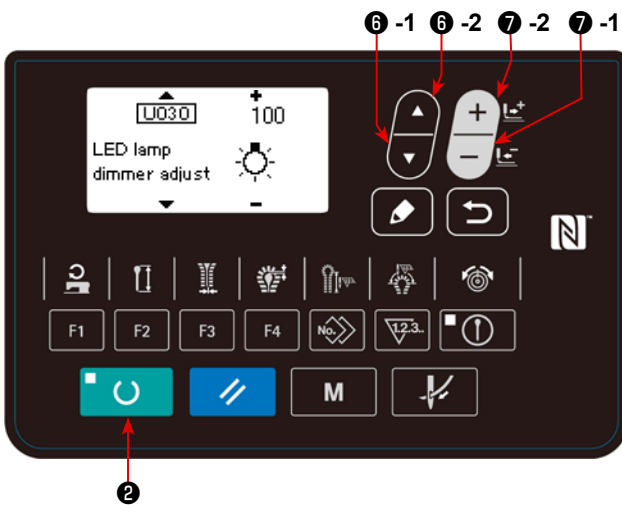 ❻ -1 ❻ -2 ❼ -2 ❼ -1
U030 100
LED lamp
dimmer adjust
N
F1 F2 F3 F4 No. 1.2.3..
M
❷